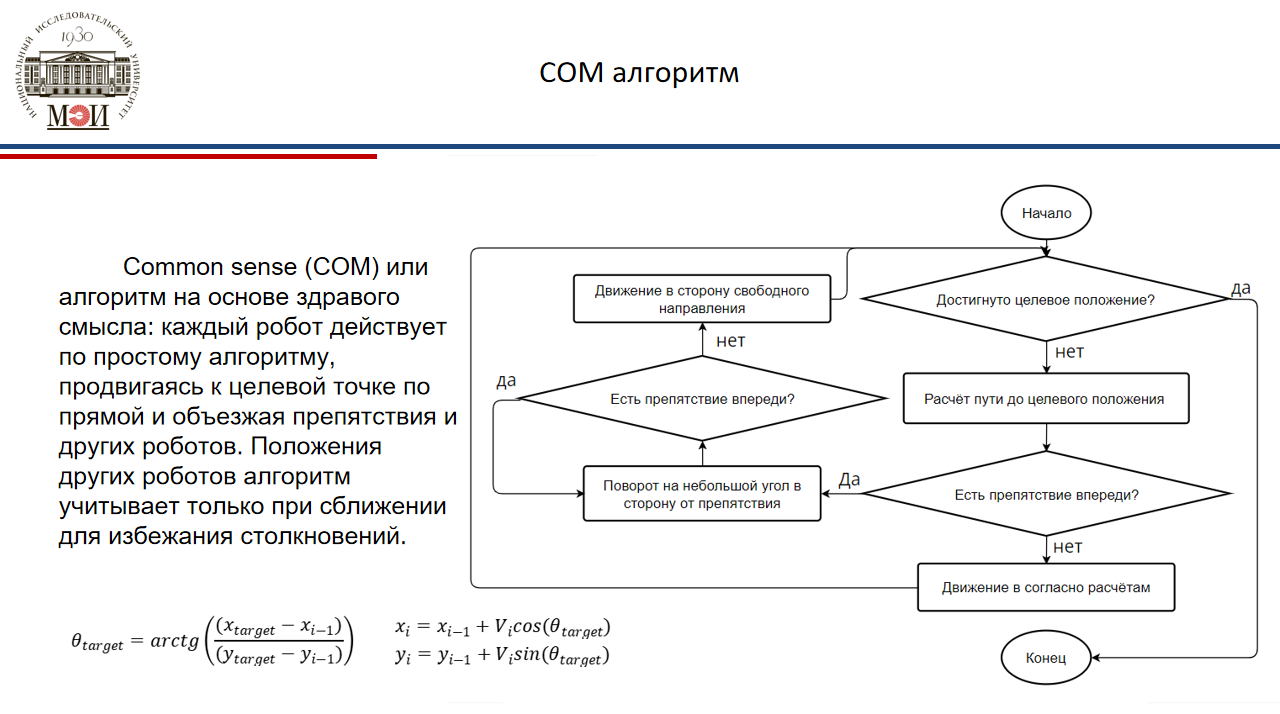 НАЦИОНАЛЬНЫЙ ИССЛЕДОВАТЕЛЬСКИЙ УНИВЕРСИТЕТ
1930
МЭИ
COM алгоритм
Common sense (COM) или
алгоритм на основе здравого
смысла: каждый робот действует
по простому алгоритму,
продвигаясь к целевой точке по
прямой и объезжая препятствия и
других роботов. Положения
других роботов алгоритм
учитывает только при сближении
для избежания столкновений.
θ_target = arctg((x_target − x_{i−1})/(y_target − y_{i−1}))
x_i = x_{i−1} + V_i cos(θ_target)
y_i = y_{i−1} + V_i sin(θ_target)
Начало
Достигнуто целевое положение?
да
нет
Расчёт пути до целевого положения
Есть препятствие впереди?
Да
нет
Движение в согласно расчётам
Поворот на небольшой угол в
сторону от препятствия
Есть препятствие впереди?
да
нет
Движение в сторону свободного
направления
Конец